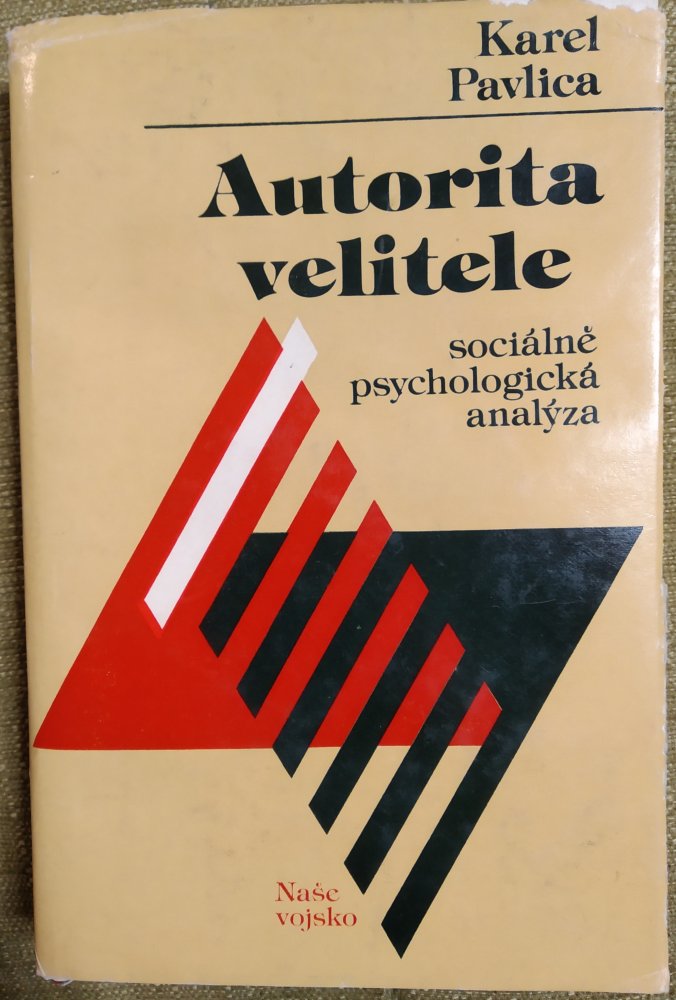 Karel
Pavlica
Autorita
velitele
sociálně
psychologická
analýza
Naše
vojsko